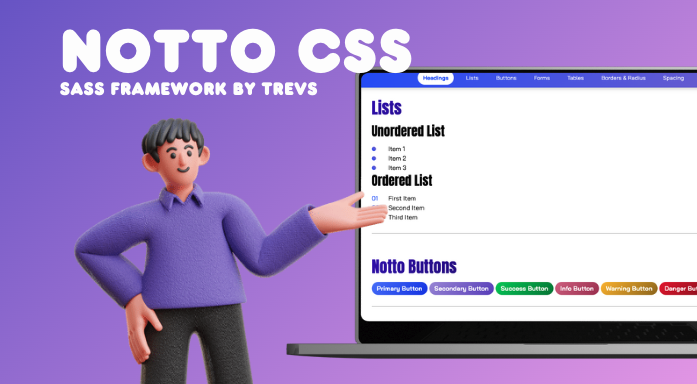 NOTTO CSS
SASS FRAMEWORK BY TREVS
Headings Lists Buttons Forms Tables Borders & Radius Spacing
Lists
Unordered List
Item 1
Item 2
Item 3
Ordered List
01 First Item
Second Item
Third Item
Notto Buttons
Primary Button Secondary Button Success Button Info Button Warning Button Danger But